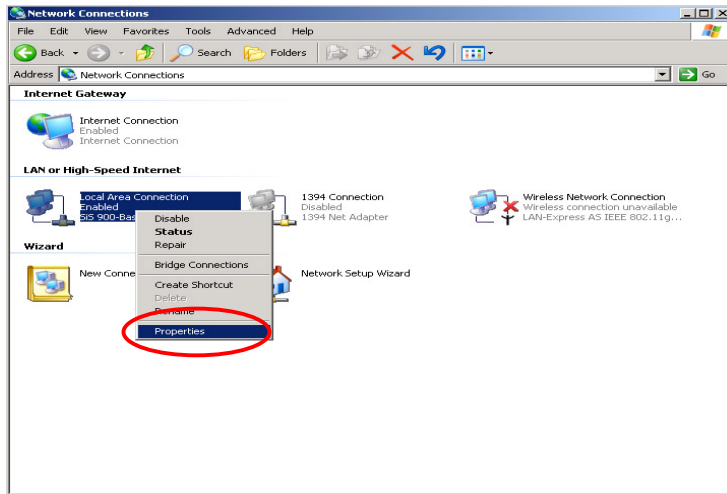 Network Connections
File Edit View Favorites Tools Advanced Help
Back Search Folders
Address Network Connections Go
Internet Gateway
Internet Connection
Enabled
Internet Connection
LAN or High-Speed Internet
Local Area Connection
Enabled
SiS 900-Bas
1394 Connection
Disabled
1394 Net Adapter
Wireless Network Connection
Wireless connection unavailable
LAN-Express AS IEEE 802.11g...
Disable
Status
Repair
Bridge Connections
Create Shortcut
Delete
Rename
Properties
Wizard
New Conne
Network Setup Wizard